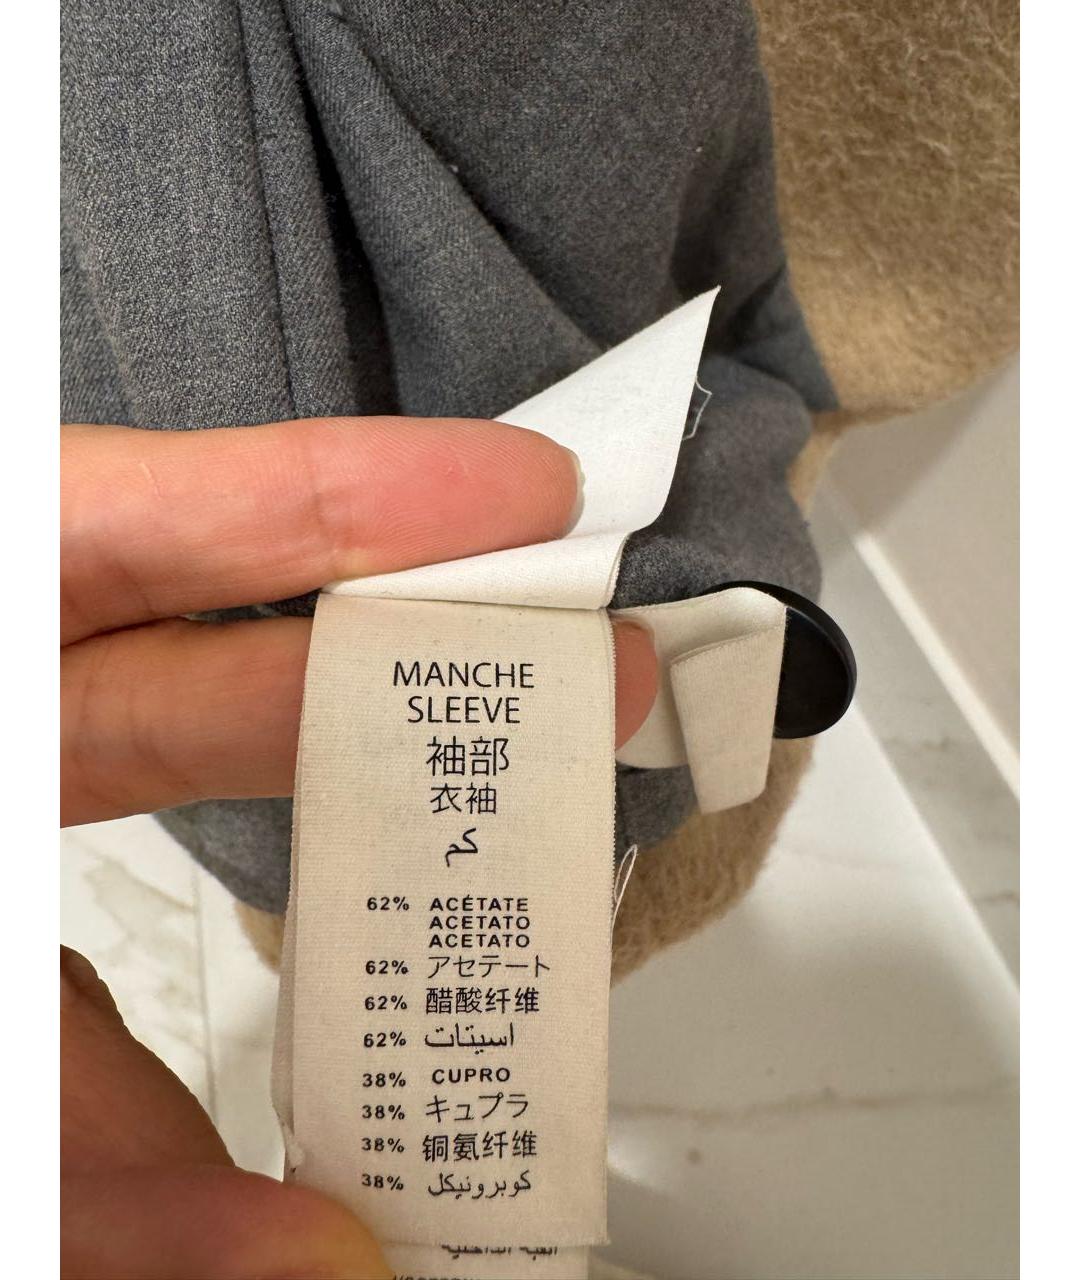 MANCHE
SLEEVE
袖部
衣袖
كم
62% ACÉTATE
ACETATO
ACETATO
62% アセテート
62% 醋酸纤维
62% اسيتات
38% CUPRO
38% キュプラ
38% 铜氨纤维
38% كوبرونيكل